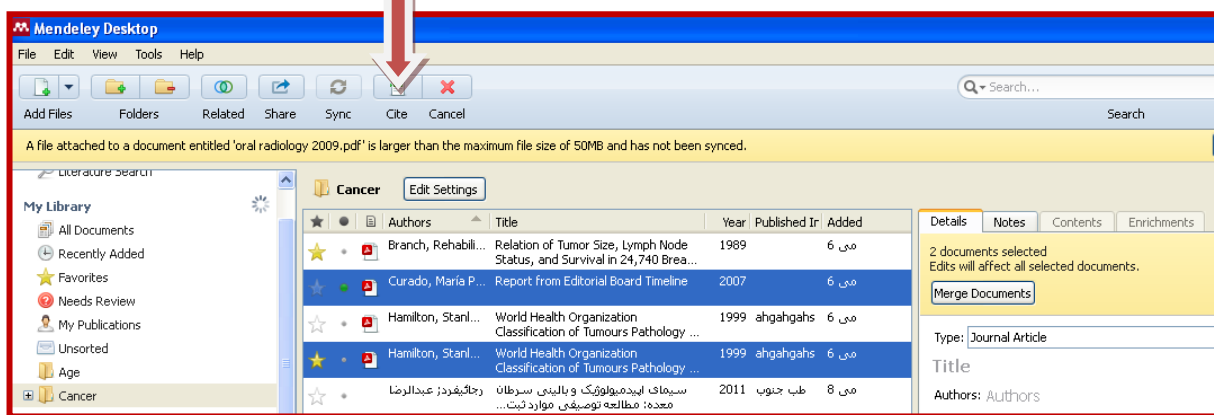 Mendeley Desktop
File Edit View Tools Help
Search...
Add Files Folders Related Share Sync Cite Cancel Search
A file attached to a document entitled 'oral radiology 2009.pdf' is larger than the maximum file size of 50MB and has not been synced.
Literature Search
My Library
All Documents
Recently Added
Favorites
Needs Review
My Publications
Unsorted
Age
Cancer
Cancer Edit Settings
Authors Title Year Published In Added
Branch, Rehabili... Relation of Tumor Size, Lymph Node 1989 6 می
Status, and Survival in 24,740 Brea...
Curado, María P... Report from Editorial Board Timeline 2007 6 می
Hamilton, Stanl... World Health Organization 1999 ahgahgahs 6 می
Classification of Tumours Pathology ...
Hamilton, Stanl... World Health Organization 1999 ahgahgahs 6 می
Classification of Tumours Pathology ...
رجائیفرد; عبدالرضا سیمای اپیدمیولوژیک و بالینی سرطان 2011 طب جنوب 8 می
معده: مطالعه توصیفی موارد ثبت...
Details Notes Contents Enrichments
2 documents selected
Edits will affect all selected documents.
Merge Documents
Type: Journal Article
Title
Authors: Authors